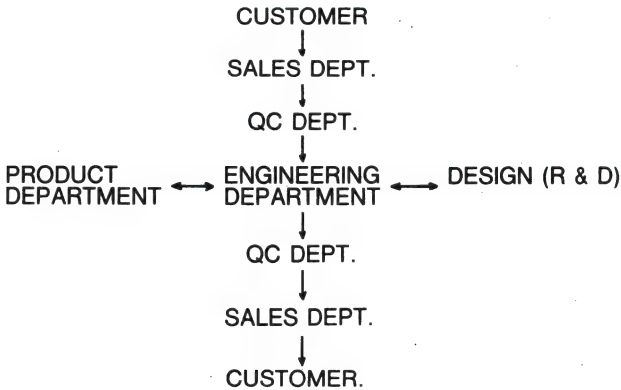 CUSTOMER
SALES DEPT.
QC DEPT.
PRODUCT
DEPARTMENT
ENGINEERING
DEPARTMENT
DESIGN (R & D)
QC DEPT.
SALES DEPT.
CUSTOMER.